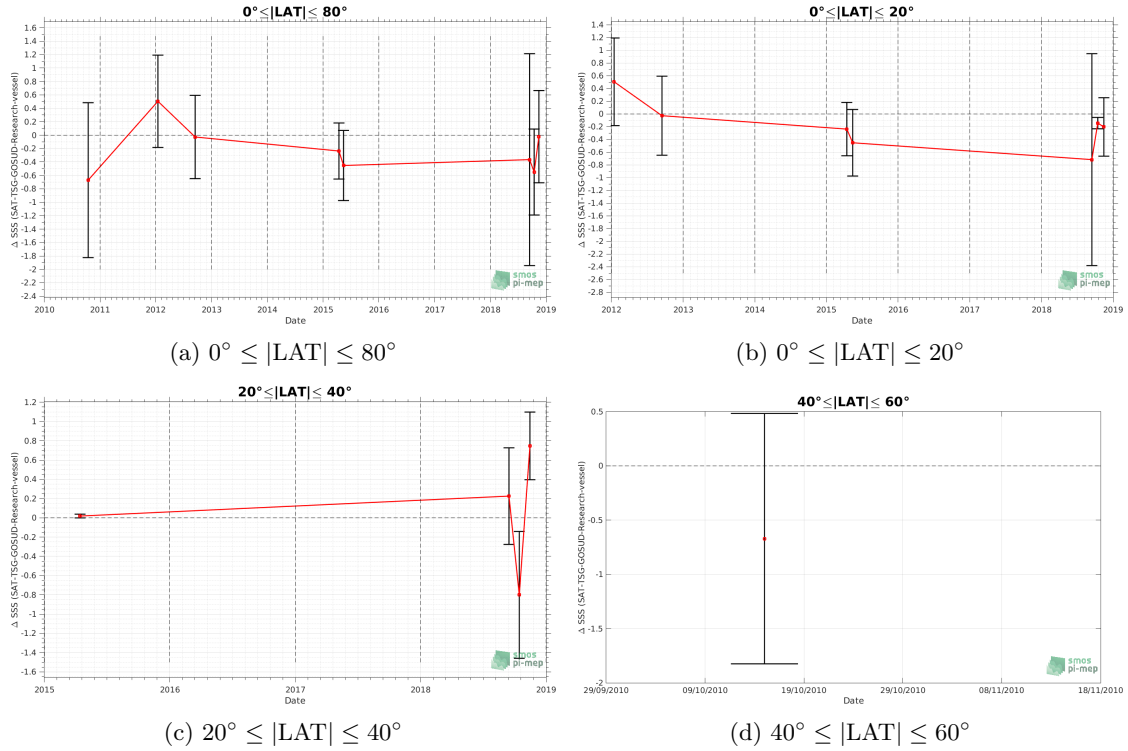 0°≤|LAT|≤ 80°
1.6
1.4
1.2
1
0.8
0.6
0.4
0.2
0
-0.2
-0.4
-0.6
-0.8
-1
-1.2
-1.4
-1.6
-1.8
-2
-2.2
-2.4
Δ SSS (SAT-TSG-GOSUD-Research-vessel)
smos
pi-mep
2010 2011 2012 2013 2014 2015 2016 2017 2018 2019
Date
(a) 0° ≤ |LAT| ≤ 80°
0°≤|LAT|≤ 20°
1.4
1.2
1
0.8
0.6
0.4
0.2
0
-0.2
-0.4
-0.6
-0.8
-1
-1.2
-1.4
-1.6
-1.8
-2
-2.2
-2.4
-2.6
-2.8
Δ SSS (SAT-TSG-GOSUD-Research-vessel)
smos
pi-mep
2012 2013 2014 2015 2016 2017 2018 2019
Date
(b) 0° ≤ |LAT| ≤ 20°
20°≤|LAT|≤ 40°
1.2
1
0.8
0.6
0.4
0.2
0
-0.2
-0.4
-0.6
-0.8
-1
-1.2
-1.4
-1.6
Δ SSS (SAT-TSG-GOSUD-Research-vessel)
smos
pi-mep
2015 2016 2017 2018 2019
Date
(c) 20° ≤ |LAT| ≤ 40°
40°≤|LAT|≤ 60°
0.5
0
-0.5
-1
-1.5
-2
Δ SSS (SAT-TSG-GOSUD-Research-vessel)
smos
pi-mep
29/09/2010 09/10/2010 19/10/2010 29/10/2010 08/11/2010 18/11/2010
Date
(d) 40° ≤ |LAT| ≤ 60°